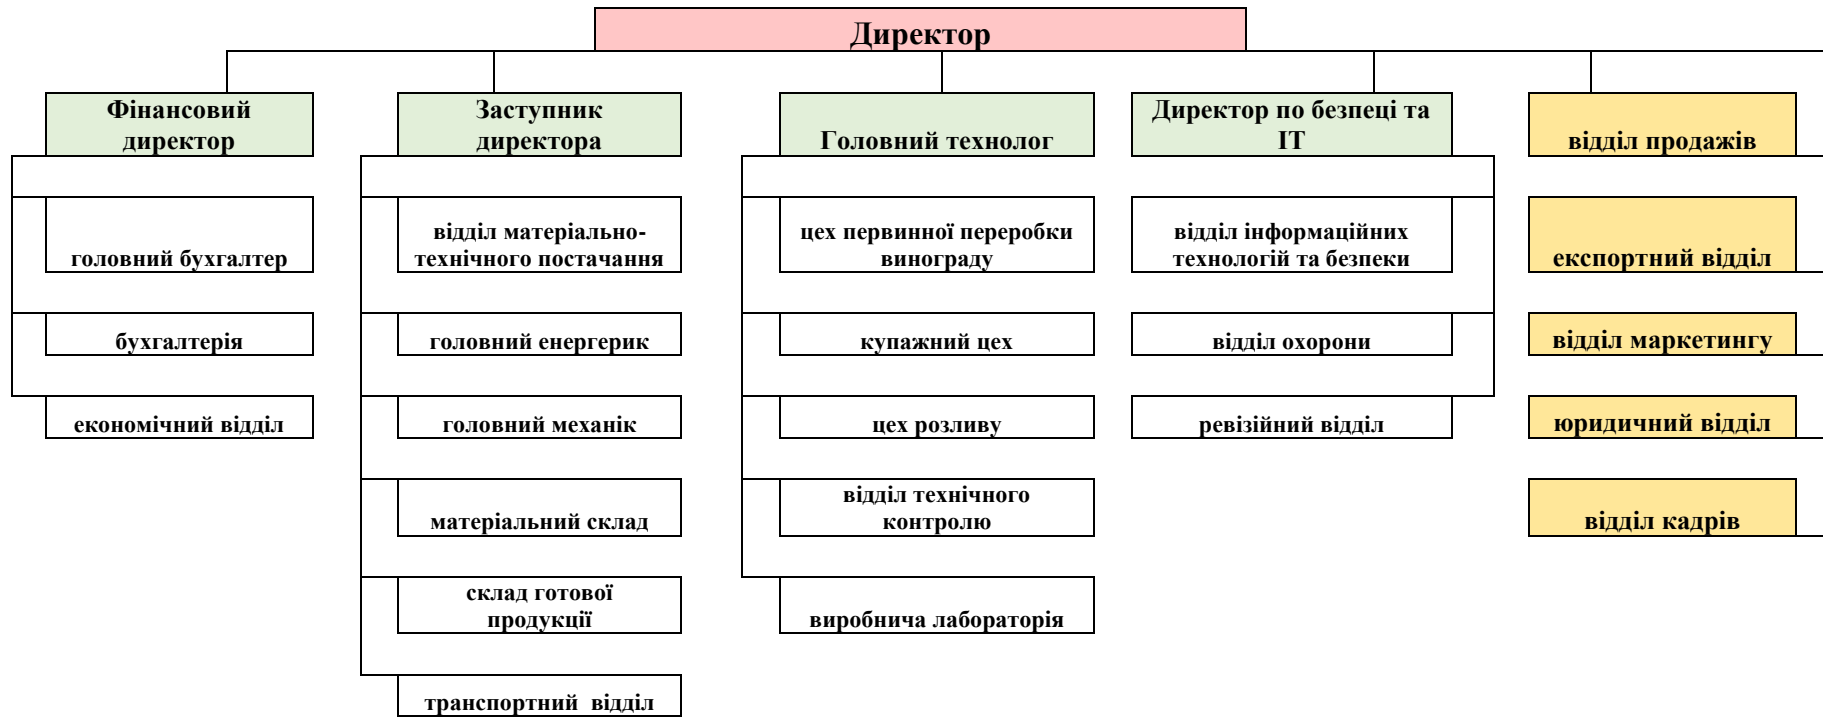 Директор
Фінансовий
директор
Заступник
директора
Головний технолог
Директор по безпеці та
ІТ
відділ продажів
головний бухгалтер
відділ матеріально-
технічного постачання
цех первинної переробки
винограду
відділ інформаційних
технологій та безпеки
експортний відділ
бухгалтерія
головний енергерик
купажний цех
відділ охорони
відділ маркетингу
економічний відділ
головний механік
цех розливу
ревізійний відділ
юридичний відділ
матеріальний склад
відділ технічного
контролю
відділ кадрів
склад готової
продукції
виробнича лабораторія
транспортний  відділ